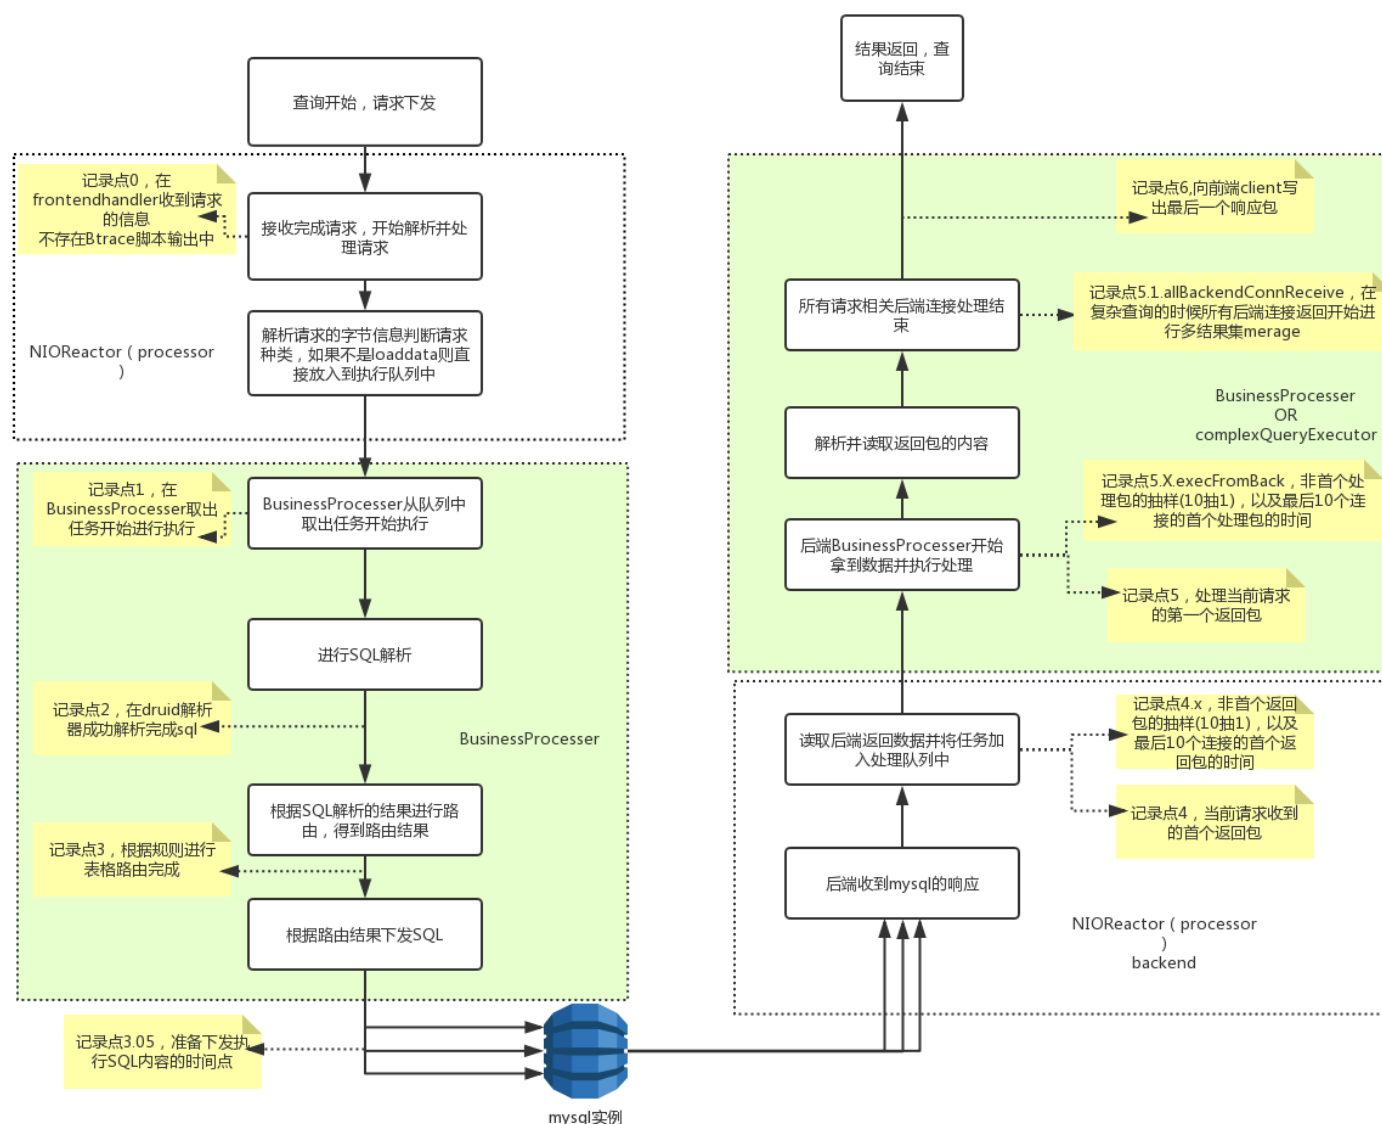 查询开始，请求下发
记录点0，在
frontendhandler收到请求
的信息
不存在Btrace脚本输出中
接收完成请求，开始解析并处
理请求
解析请求的字节信息判断请求
种类，如果不是loaddata则直
接放入到执行队列中
NIOReactor（processor
）
记录点1，在
BusinessProcesser取出
任务开始进行执行
BusinessProcesser从队列中
取出任务开始执行
进行SQL解析
记录点2，在druid解析
器成功解析完成sql
BusinessProcesser
根据SQL解析的结果进行路
由，得到路由结果
记录点3，根据规则进行
表格路由完成
根据路由结果下发SQL
记录点3.05，准备下发执
行SQL内容的时间点
mysql实例
结果返回，查
询结束
记录点6,向前端client写
出最后一个响应包
所有请求相关后端连接处理结
束
记录点5.1.allBackendConnReceive，在
复杂查询的时候所有后端连接返回开始进
行多结果集merage
BusinessProcesser
OR
complexQueryExecutor
解析并读取返回包的内容
记录点5.X.execFromBack，非首个处
理包的抽样(10抽1)，以及最后10个连
接的首个处理包的时间
后端BusinessProcesser开始
拿到数据并执行处理
记录点5，处理当前请求
的第一个返回包
记录点4.x，非首个返回
包的抽样(10抽1)，以及
最后10个连接的首个返
回包的时间
读取后端返回数据并将任务加
入处理队列中
记录点4，当前请求收到
的首个返回包
后端收到mysql的响应
NIOReactor（processor
）
backend